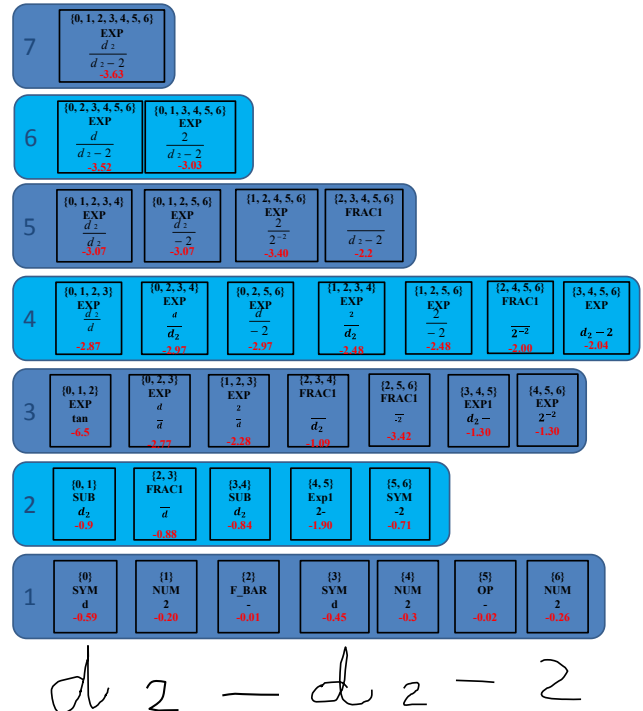 7
{0, 1, 2, 3, 4, 5, 6}
EXP
d 2
d 2 − 2
-3.63
6
{0, 2, 3, 4, 5, 6}
EXP
d
d 2 − 2
-3.52
{0, 1, 3, 4, 5, 6}
EXP
2
d 2 − 2
-3.03
5
{0, 1, 2, 3, 4}
EXP
d 2
d 2
-3.07
{0, 1, 2, 5, 6}
EXP
d 2
− 2
-3.07
{1, 2, 4, 5, 6}
EXP
2
2⁻²
-3.40
{2, 3, 4, 5, 6}
FRAC1
d 2 − 2
-2.2
4
{0, 1, 2, 3}
EXP
d 2
d
-2.87
{0, 2, 3, 4}
EXP
d
d₂
-2.97
{0, 2, 5, 6}
EXP
d
− 2
-2.97
{1, 2, 3, 4}
EXP
2
d₂
-2.48
{1, 2, 5, 6}
EXP
2
− 2
-2.48
{2, 4, 5, 6}
FRAC1
2⁻²
-2.00
{3, 4, 5, 6}
EXP
d₂ − 2
-2.04
3
{0, 1, 2}
EXP
tan
-6.5
{0, 2, 3}
EXP
d
d
-2.77
{1, 2, 3}
EXP
2
d
-2.28
{2, 3, 4}
FRAC1
d₂
-1.09
{2, 5, 6}
FRAC1
-2
-3.42
{3, 4, 5}
EXP1
d₂ −
-1.30
{4, 5, 6}
EXP
2⁻²
-1.30
2
{0, 1}
SUB
d₂
-0.9
{2, 3}
FRAC1
d
-0.88
{3,4}
SUB
d₂
-0.84
{4, 5}
Exp1
2-
-1.90
{5, 6}
SYM
-2
-0.71
1
{0}
SYM
d
-0.59
{1}
NUM
2
-0.20
{2}
F_BAR
-
-0.01
{3}
SYM
d
-0.45
{4}
NUM
2
-0.3
{5}
OP
-
-0.02
{6}
NUM
2
-0.26
d 2 − d 2 − 2